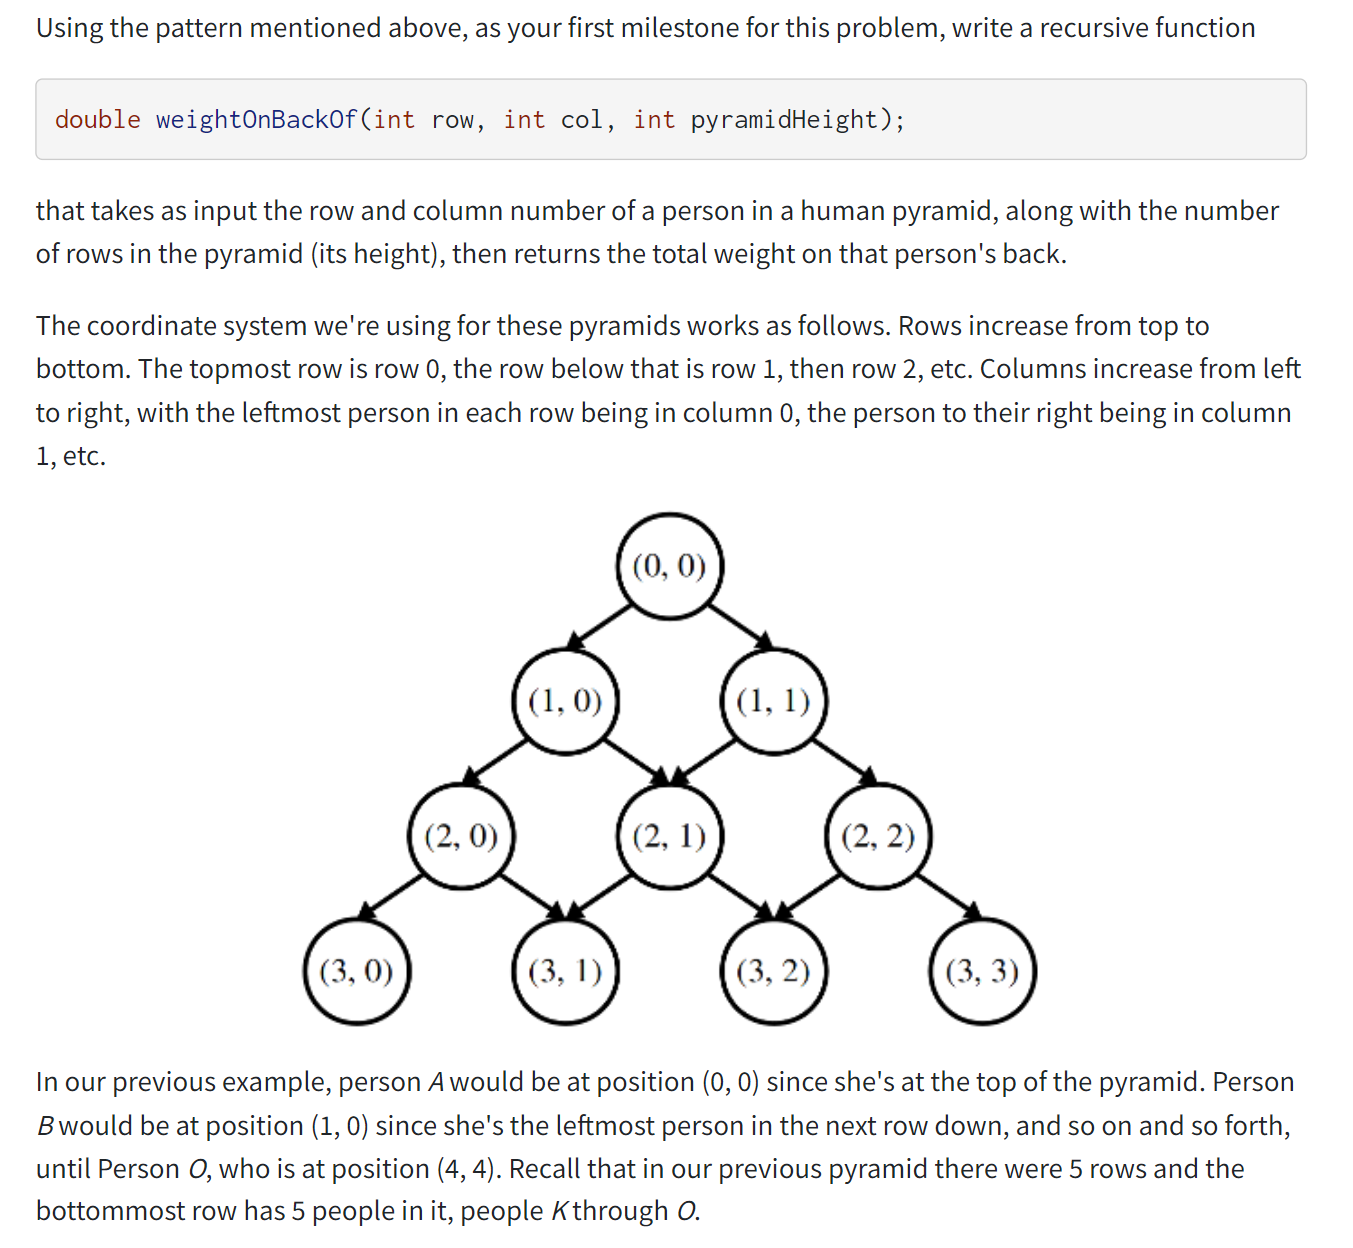 Using the pattern mentioned above, as your first milestone for this problem, write a recursive function
double weightOnBackOf(int row, int col, int pyramidHeight);
that takes as input the row and column number of a person in a human pyramid, along with the number
of rows in the pyramid (its height), then returns the total weight on that person's back.
The coordinate system we're using for these pyramids works as follows. Rows increase from top to
bottom. The topmost row is row 0, the row below that is row 1, then row 2, etc. Columns increase from left
to right, with the leftmost person in each row being in column 0, the person to their right being in column
1, etc.
(0, 0)
(1, 0) (1, 1)
(2, 0) (2, 1) (2, 2)
(3, 0) (3, 1) (3, 2) (3, 3)
In our previous example, person A would be at position (0, 0) since she's at the top of the pyramid. Person
B would be at position (1, 0) since she's the leftmost person in the next row down, and so on and so forth,
until Person O, who is at position (4, 4). Recall that in our previous pyramid there were 5 rows and the
bottommost row has 5 people in it, people K through O.